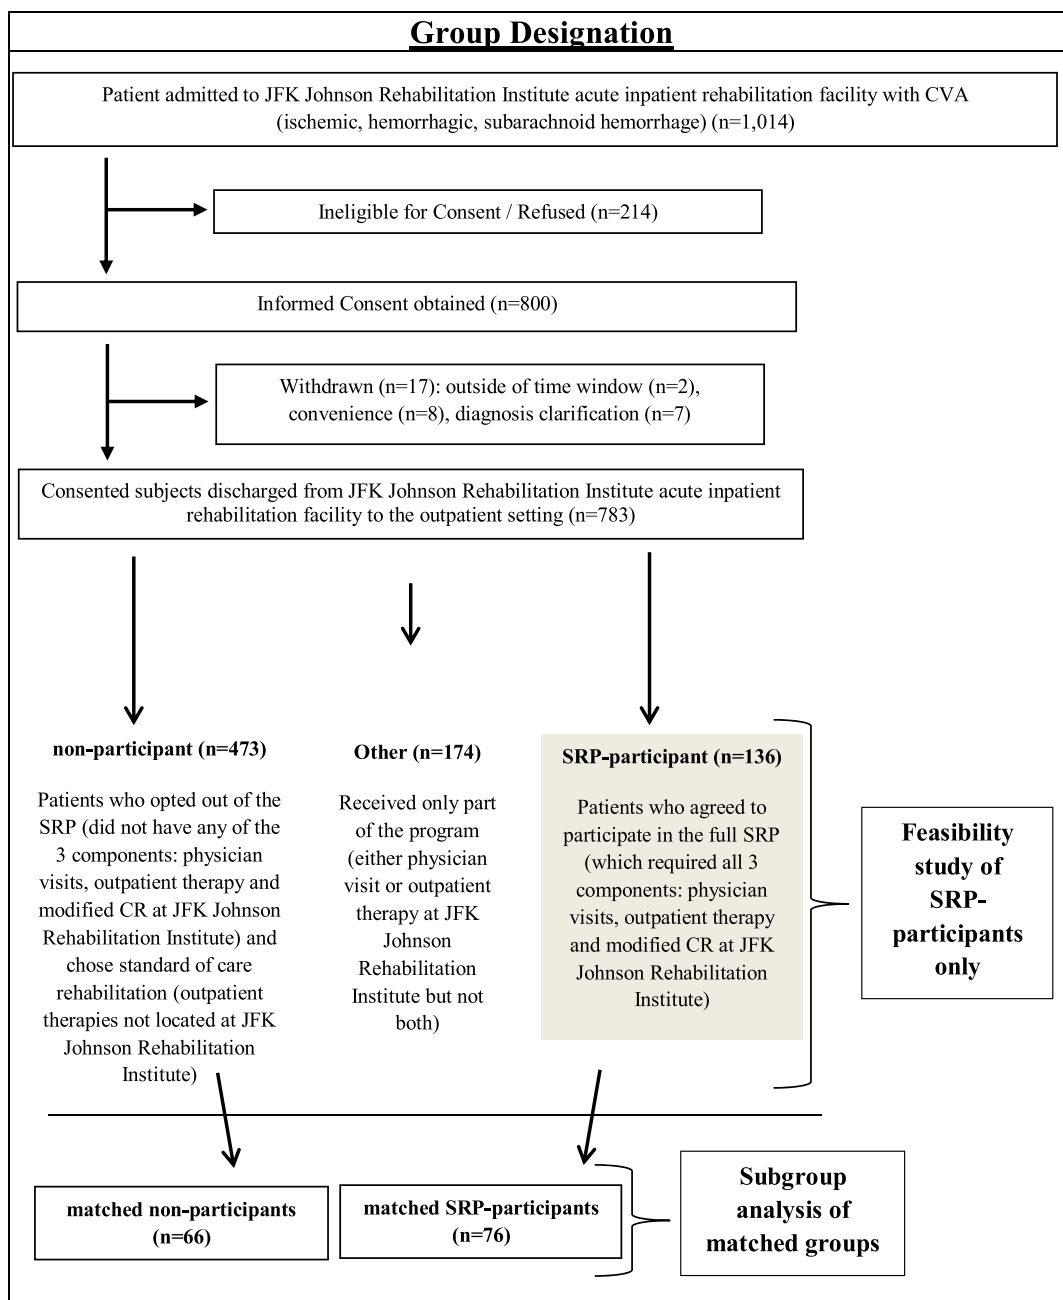 Group Designation
Patient admitted to JFK Johnson Rehabilitation Institute acute inpatient rehabilitation facility with CVA
(ischemic, hemorrhagic, subarachnoid hemorrhage) (n=1,014)
Ineligible for Consent / Refused (n=214)
Informed Consent obtained (n=800)
Withdrawn (n=17): outside of time window (n=2),
convenience (n=8), diagnosis clarification (n=7)
Consented subjects discharged from JFK Johnson Rehabilitation Institute acute inpatient
rehabilitation facility to the outpatient setting (n=783)
non-participant (n=473)
Patients who opted out of the
SRP (did not have any of the
3 components: physician
visits, outpatient therapy and
modified CR at JFK Johnson
Rehabilitation Institute) and
chose standard of care
rehabilitation (outpatient
therapies not located at JFK
Johnson Rehabilitation
Institute)
Other (n=174)
Received only part
of the program
(either physician
visit or outpatient
therapy at JFK
Johnson
Rehabilitation
Institute but not
both)
SRP-participant (n=136)
Patients who agreed to
participate in the full SRP
(which required all 3
components: physician
visits, outpatient therapy
and modified CR at JFK
Johnson Rehabilitation
Institute)
Feasibility
study of
SRP-
participants
only
matched non-participants
(n=66)
matched SRP-participants
(n=76)
Subgroup
analysis of
matched groups